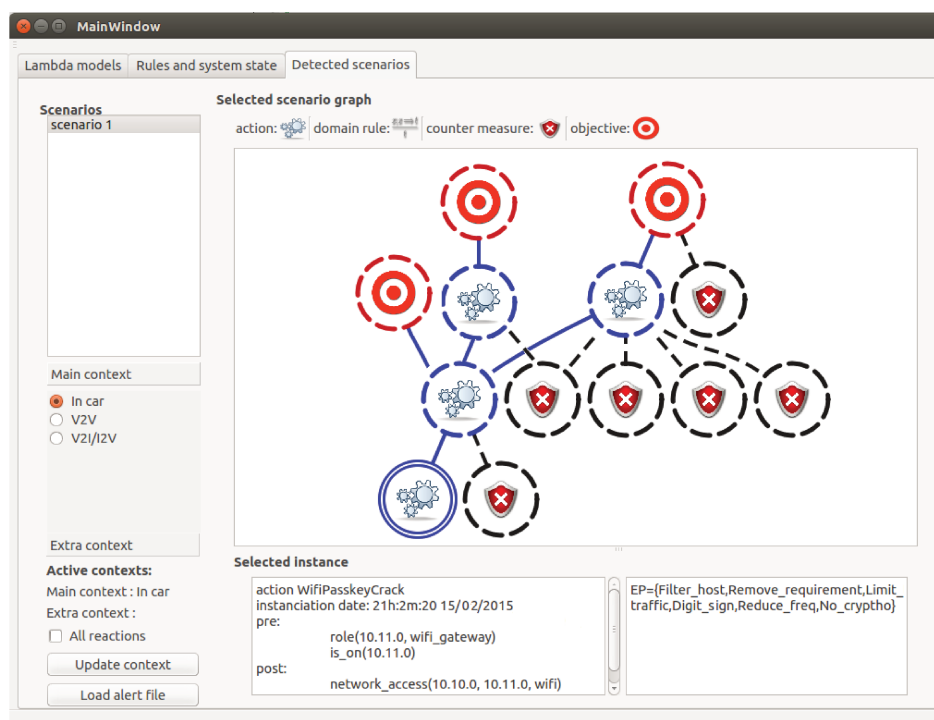 MainWindow
Lambda models
Rules and system state
Detected scenarios
Scenarios
scenario 1
Selected scenario graph
action:
domain rule:
counter measure:
objective:
Main context
In car
V2V
V2I/I2V
Extra context
Active contexts:
Main context : In car
Extra context :
All reactions
Update context
Load alert file
Selected instance
action WifiPasskeyCrack
instanciation date: 21h:2m:20 15/02/2015
pre:
role(10.11.0, wifi_gateway)
is_on(10.11.0)
post:
network_access(10.10.0, 10.11.0, wifi)
EP={Filter_host,Remove_requirement,Limit_
traffic,Digit_sign,Reduce_freq,No_cryptho}